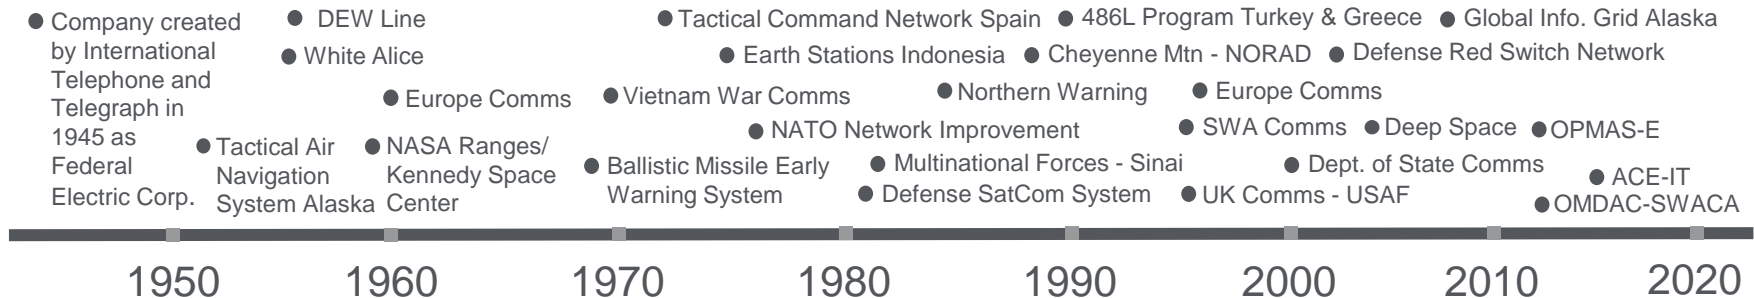 Company created
by International
Telephone and
Telegraph in
1945 as
Federal
Electric Corp.
DEW Line
White Alice
Tactical Air
Navigation
System Alaska
Europe Comms
NASA Ranges/
Kennedy Space
Center
Vietnam War Comms
Ballistic Missile Early
Warning System
Tactical Command Network Spain
Earth Stations Indonesia
NATO Network Improvement
Northern Warning
Multinational Forces - Sinai
Defense SatCom System
486L Program Turkey & Greece
Cheyenne Mtn - NORAD
Europe Comms
SWA Comms
UK Comms - USAF
Dept. of State Comms
Global Info. Grid Alaska
Defense Red Switch Network
Deep Space
OPMAS-E
ACE-IT
OMDAC-SWACA
1950
1960
1970
1980
1990
2000
2010
2020